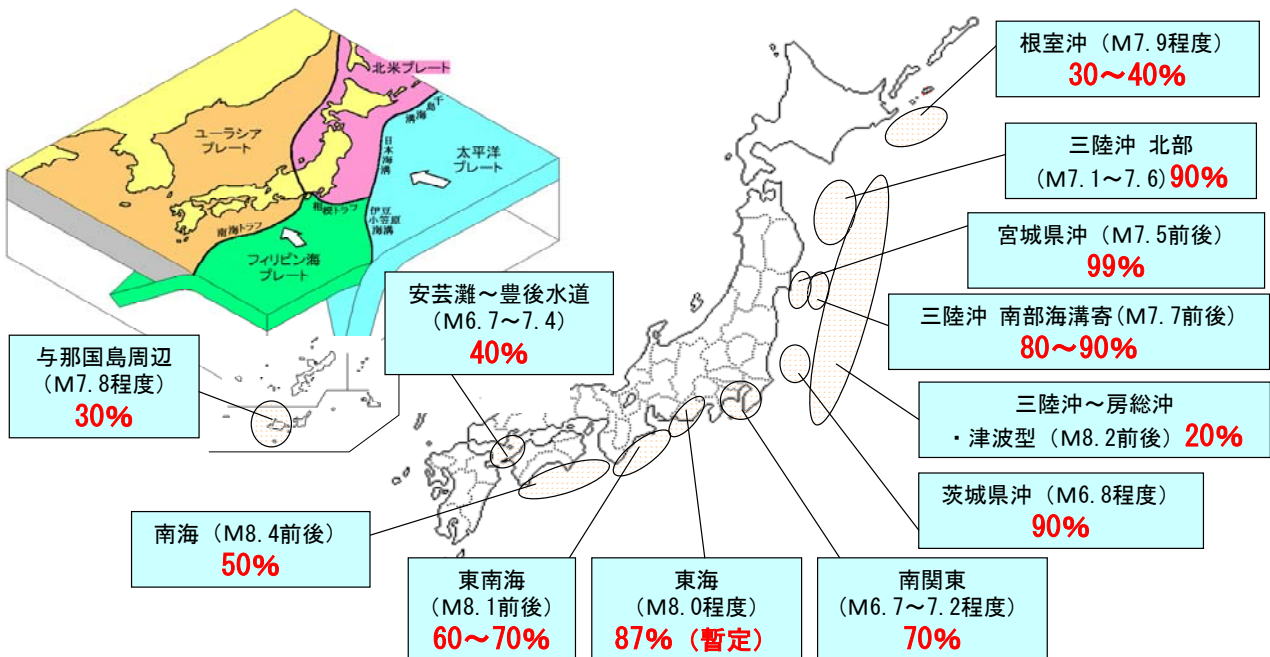 北米プレート
ユーラシア
プレート
千島海溝
日本海溝
太平洋
プレート
相模トラフ
伊豆
小笠原
海溝
南海トラフ
フィリピン海
プレート
根室沖（M7.9程度）
30～40%
三陸沖 北部
(M7.1～7.6) 90%
宮城県沖（M7.5前後）
99%
三陸沖 南部海溝寄(M7.7前後)
80～90%
三陸沖～房総沖
・津波型（M8.2前後）20%
茨城県沖（M6.8程度）
90%
安芸灘～豊後水道
（M6.7～7.4）
40%
与那国島周辺
（M7.8程度）
30%
南海（M8.4前後）
50%
東南海
（M8.1前後）
60～70%
東海
（M8.0程度）
87%（暫定）
南関東
（M6.7～7.2程度）
70%